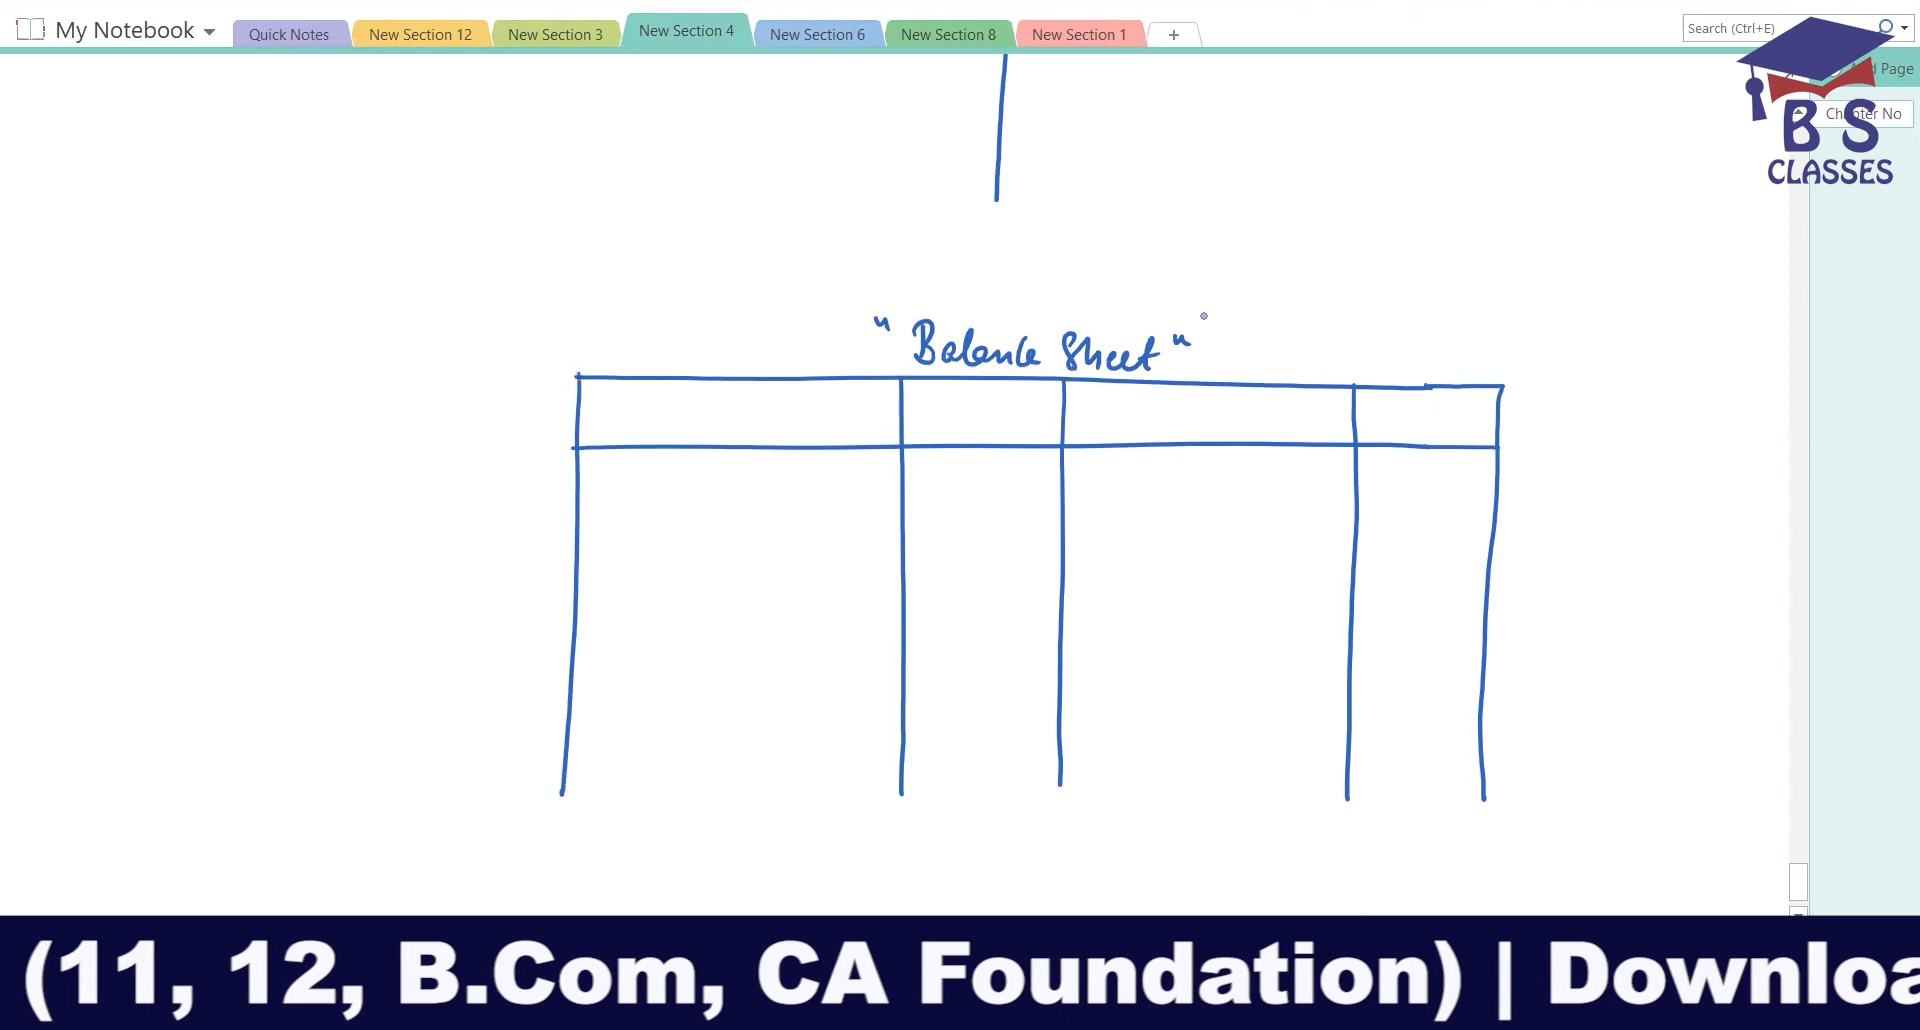 My Notebook
Quick Notes
New Section 12
New Section 3
New Section 4
New Section 6
New Section 8
New Section 1
+
Search (Ctrl+E)
Page
No
B S
CLASSES
" Balance Sheet "
(11, 12, B.Com, CA Foundation) | Downloa